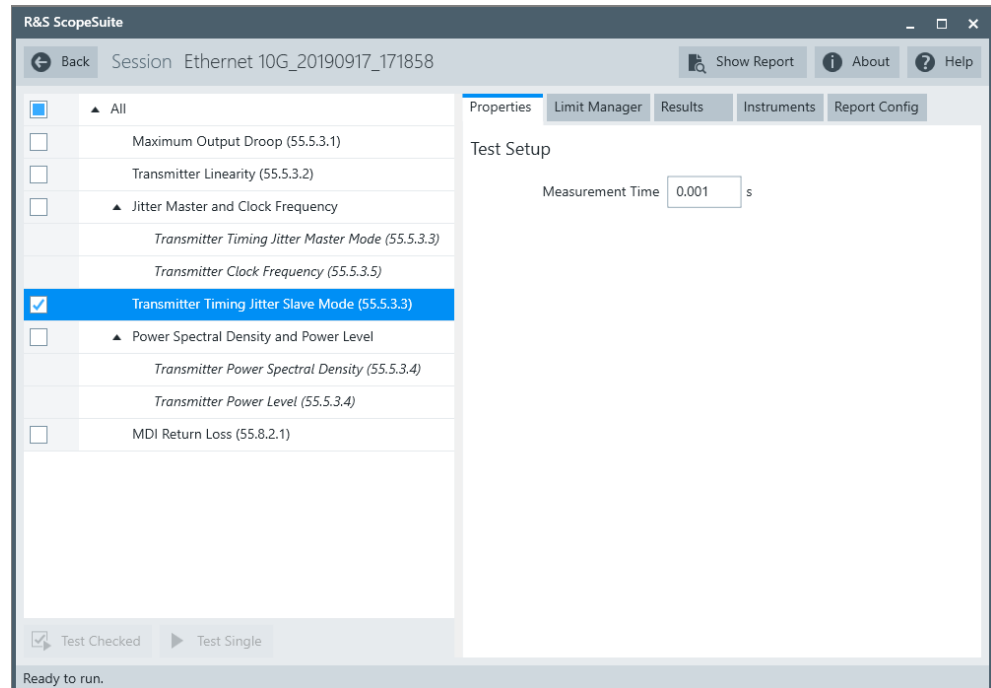 R&S ScopeSuite
Back Session Ethernet 10G_20190917_171858 Show Report About Help
All
Maximum Output Droop (55.5.3.1)
Transmitter Linearity (55.5.3.2)
Jitter Master and Clock Frequency
Transmitter Timing Jitter Master Mode (55.5.3.3)
Transmitter Clock Frequency (55.5.3.5)
Transmitter Timing Jitter Slave Mode (55.5.3.3)
Power Spectral Density and Power Level
Transmitter Power Spectral Density (55.5.3.4)
Transmitter Power Level (55.5.3.4)
MDI Return Loss (55.8.2.1)
Properties Limit Manager Results Instruments Report Config
Test Setup
Measurement Time 0.001 s
Test Checked Test Single
Ready to run.